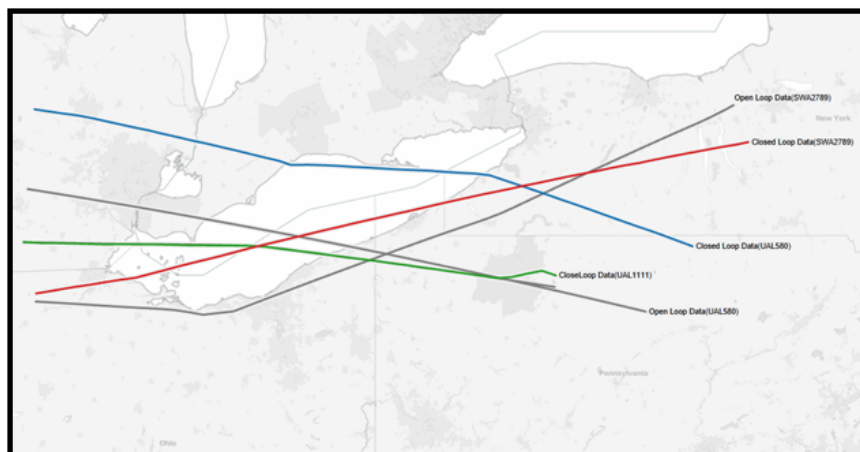 Open Loop Data(SWA2789)
New York
Closed Loop Data(SWA2789)
Closed Loop Data(UAL580)
CloseLoop Data(UAL1111)
Open Loop Data(UAL580)
Pennsylvania
Ohio